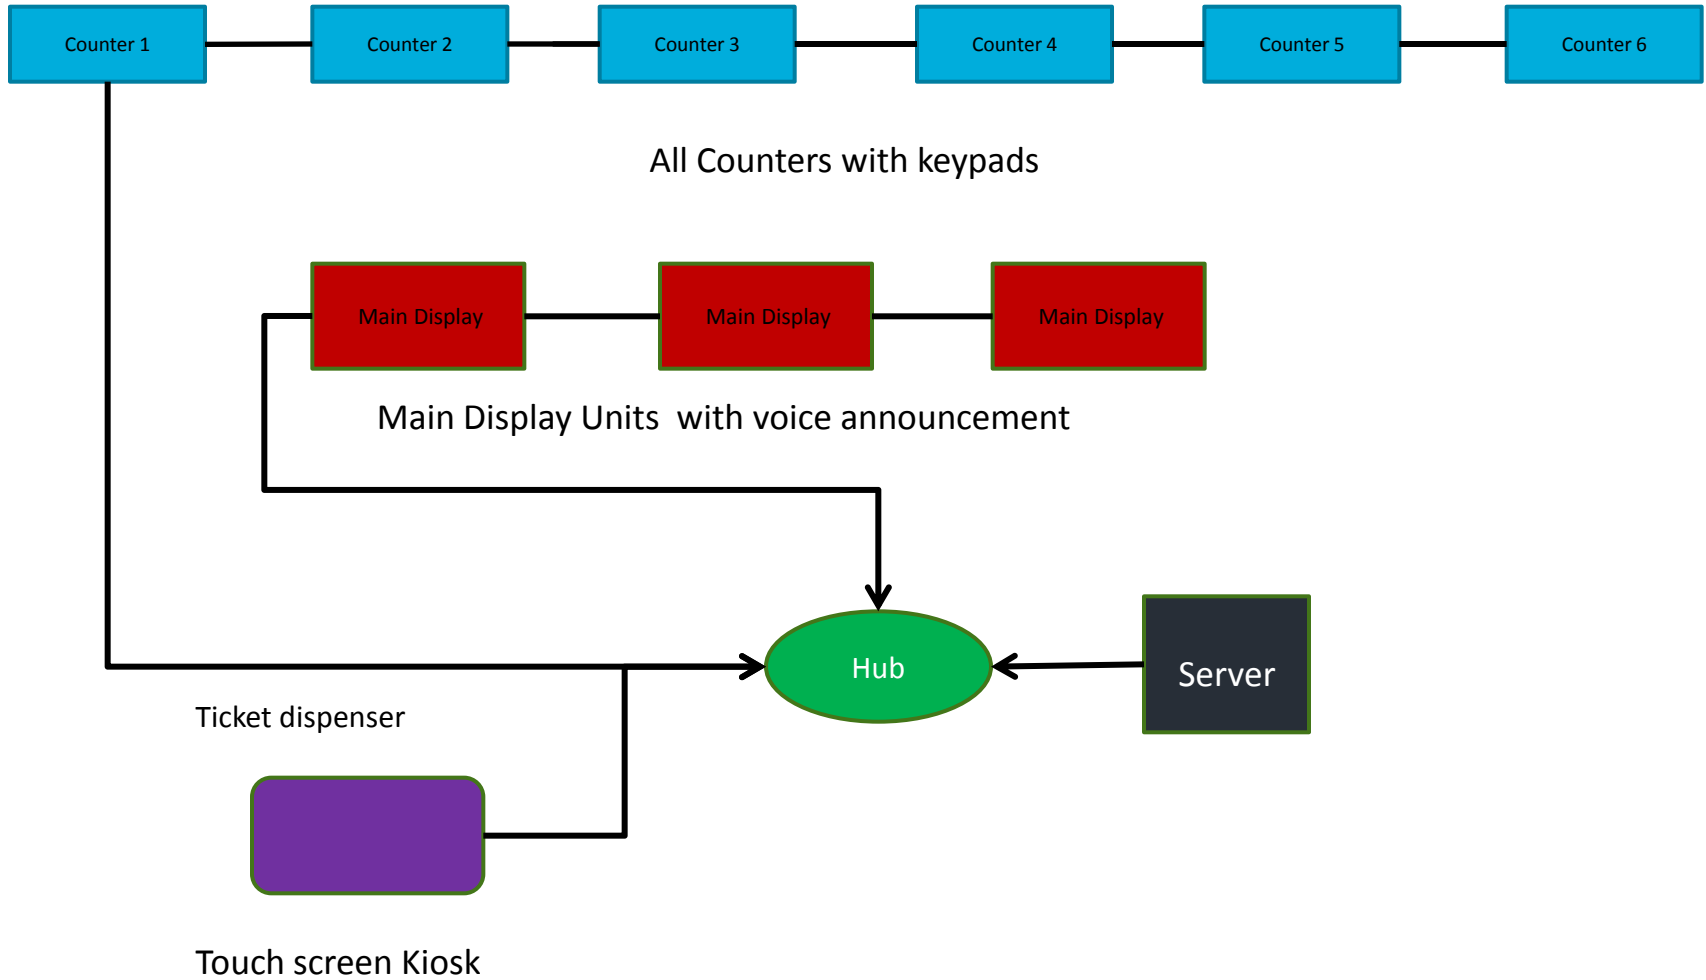 Counter 1
Counter 2
Counter 3
Counter 4
Counter 5
Counter 6
All Counters with keypads
Main Display
Main Display
Main Display
Main Display Units  with voice announcement
Hub
Server
Ticket dispenser
Touch screen Kiosk